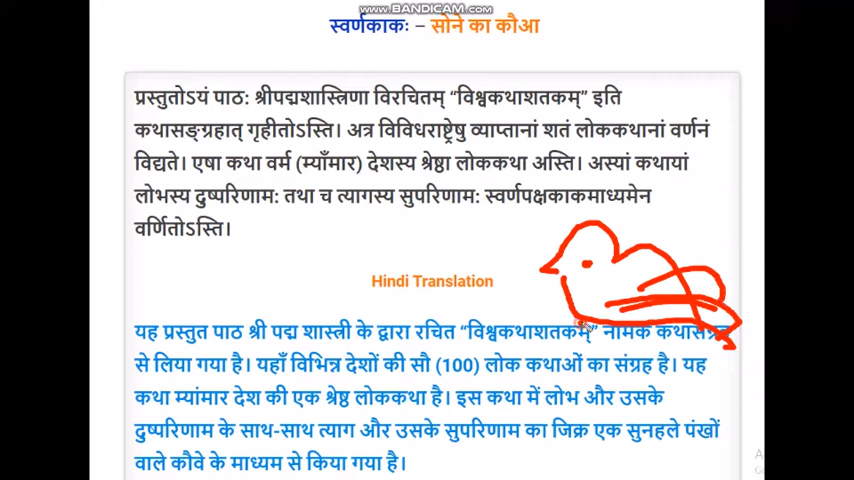 www.BANDICAM.com
स्वर्णकाकः – सोने का कौआ
प्रस्तुतोऽयं पाठ: श्रीपद्मशास्त्रिणा विरचितम् “विश्वकथाशतकम्” इति
कथासङ्ग्रहात् गृहीतोऽस्ति। अत्र विविधराष्ट्रेषु व्याप्तानां शतं लोककथानां वर्णनं
विद्यते। एषा कथा वर्म (म्याँमार) देशस्य श्रेष्ठा लोककथा अस्ति। अस्यां कथायां
लोभस्य दुष्परिणाम: तथा च त्यागस्य सुपरिणाम: स्वर्णपक्षकाकमाध्यमेन
वर्णितोऽस्ति।
Hindi Translation
यह प्रस्तुत पाठ श्री पद्म शास्त्री के द्वारा रचित “विश्वकथाशतकम्” नामक कथासंग्रह
से लिया गया है। यहाँ विभिन्न देशों की सौ (100) लोक कथाओं का संग्रह है। यह
कथा म्यांमार देश की एक श्रेष्ठ लोककथा है। इस कथा में लोभ और उसके
दुष्परिणाम के साथ-साथ त्याग और उसके सुपरिणाम का जिक्र एक सुनहले पंखों
वाले कौवे के माध्यम से किया गया है।